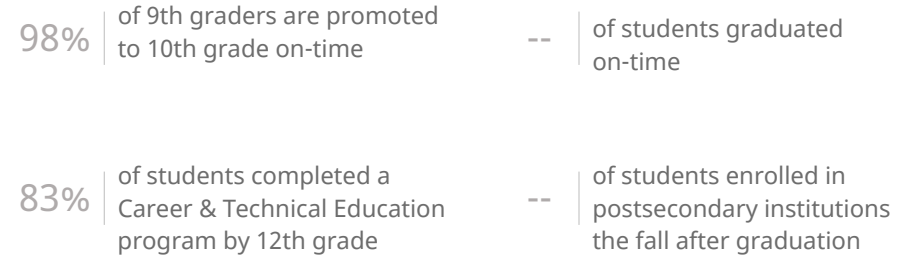 98%
of 9th graders are promoted
to 10th grade on-time
--
of students graduated
on-time
83%
of students completed a
Career & Technical Education
program by 12th grade
--
of students enrolled in
postsecondary institutions
the fall after graduation